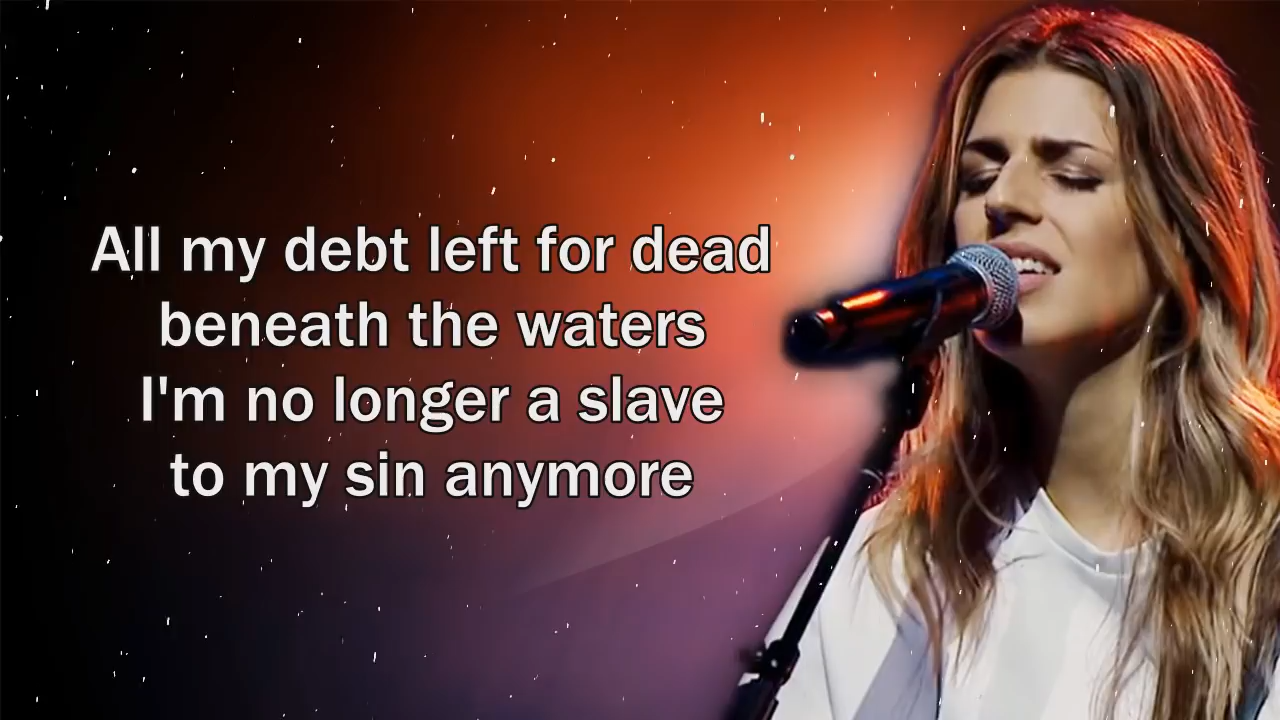 All my debt left for dead
beneath the waters
I'm no longer a slave
to my sin anymore